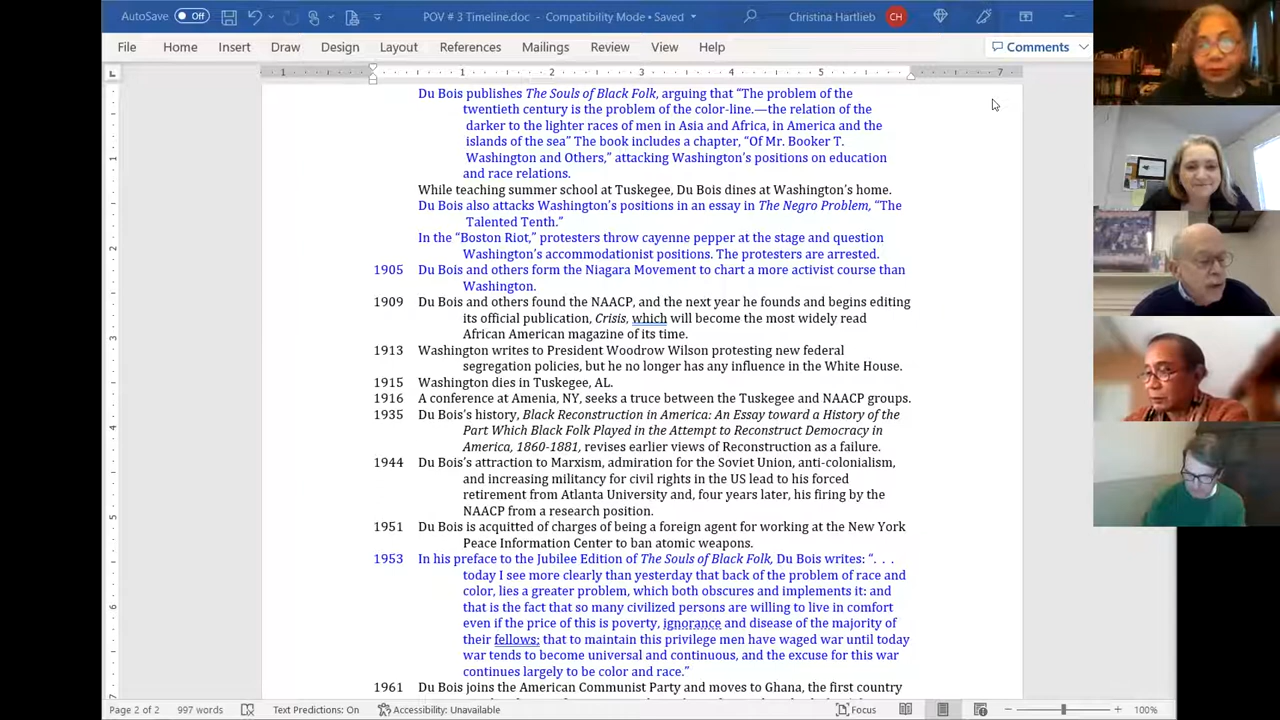 AutoSave Off POV # 3 Timeline.doc - Compatibility Mode • Saved Christina Hartlieb CH
File Home Insert Draw Design Layout References Mailings Review View Help Comments
1 1 2 3 4 5 7
Du Bois publishes The Souls of Black Folk, arguing that “The problem of the
twentieth century is the problem of the color-line.—the relation of the
darker to the lighter races of men in Asia and Africa, in America and the
islands of the sea” The book includes a chapter, “Of Mr. Booker T.
Washington and Others,” attacking Washington’s positions on education
and race relations.
While teaching summer school at Tuskegee, Du Bois dines at Washington’s home.
Du Bois also attacks Washington’s positions in an essay in The Negro Problem, “The
Talented Tenth.”
In the “Boston Riot,” protesters throw cayenne pepper at the stage and question
Washington’s accommodationist positions. The protesters are arrested.
1905 Du Bois and others form the Niagara Movement to chart a more activist course than
Washington.
1909 Du Bois and others found the NAACP, and the next year he founds and begins editing
its official publication, Crisis, which will become the most widely read
African American magazine of its time.
1913 Washington writes to President Woodrow Wilson protesting new federal
segregation policies, but he no longer has any influence in the White House.
1915 Washington dies in Tuskegee, AL.
1916 A conference at Amenia, NY, seeks a truce between the Tuskegee and NAACP groups.
1935 Du Bois’s history, Black Reconstruction in America: An Essay toward a History of the
Part Which Black Folk Played in the Attempt to Reconstruct Democracy in
America, 1860-1881, revises earlier views of Reconstruction as a failure.
1944 Du Bois’s attraction to Marxism, admiration for the Soviet Union, anti-colonialism,
and increasing militancy for civil rights in the US lead to his forced
retirement from Atlanta University and, four years later, his firing by the
NAACP from a research position.
1951 Du Bois is acquitted of charges of being a foreign agent for working at the New York
Peace Information Center to ban atomic weapons.
1953 In his preface to the Jubilee Edition of The Souls of Black Folk, Du Bois writes: “. . .
today I see more clearly than yesterday that back of the problem of race and
color, lies a greater problem, which both obscures and implements it: and
that is the fact that so many civilized persons are willing to live in comfort
even if the price of this is poverty, ignorance and disease of the majority of
their fellows; that to maintain this privilege men have waged war until today
war tends to become universal and continuous, and the excuse for this war
continues largely to be color and race.”
1961 Du Bois joins the American Communist Party and moves to Ghana, the first country
Page 2 of 2 997 words Text Predictions: On Accessibility: Unavailable Focus 100%